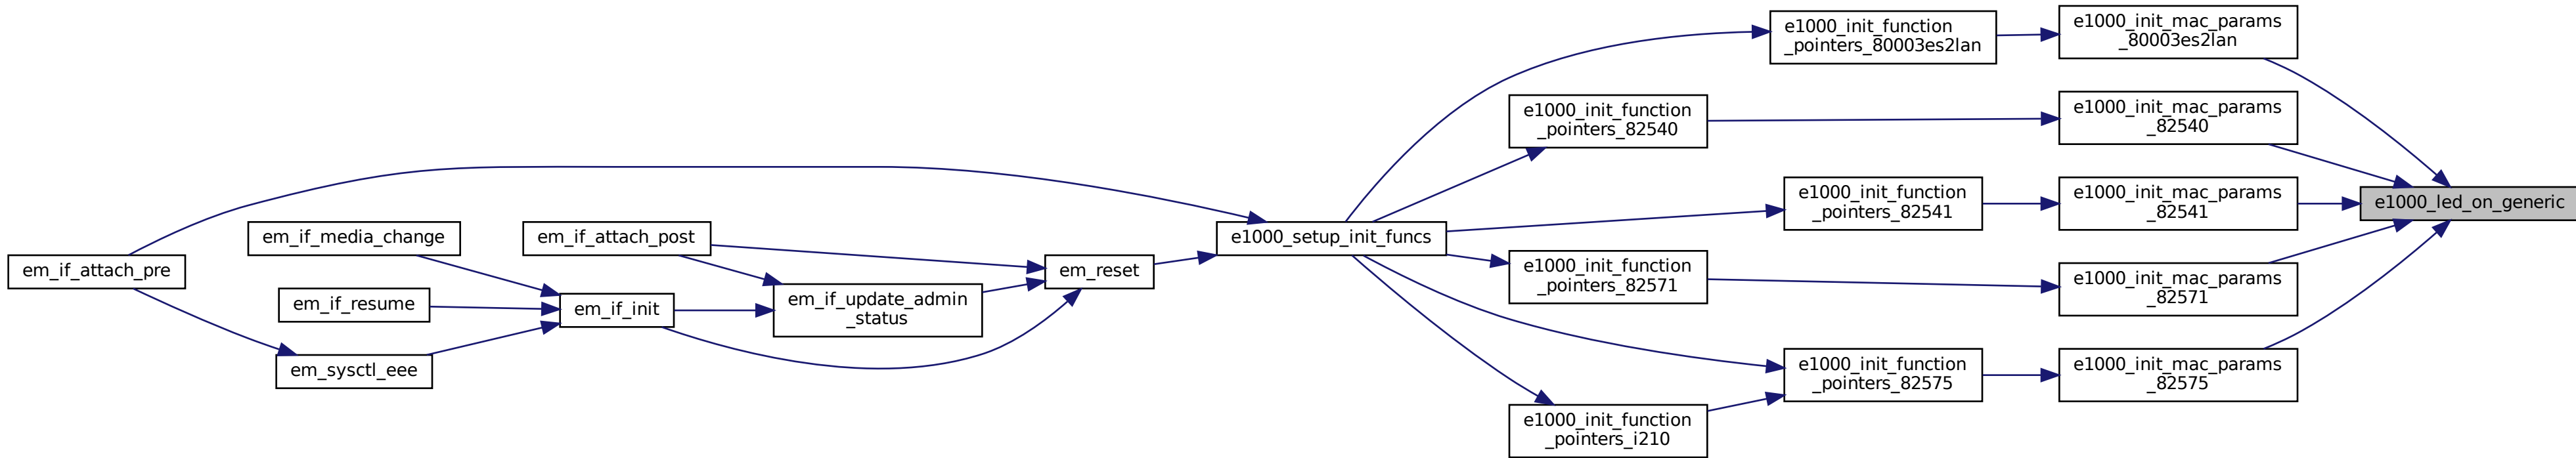 em_if_attach_pre
em_if_media_change
em_if_resume
em_sysctl_eee
em_if_attach_post
em_if_init
em_if_update_admin
_status
em_reset
e1000_setup_init_funcs
e1000_init_function
_pointers_80003es2lan
e1000_init_function
_pointers_82540
e1000_init_function
_pointers_82541
e1000_init_function
_pointers_82571
e1000_init_function
_pointers_82575
e1000_init_function
_pointers_i210
e1000_init_mac_params
_80003es2lan
e1000_init_mac_params
_82540
e1000_init_mac_params
_82541
e1000_init_mac_params
_82571
e1000_init_mac_params
_82575
e1000_led_on_generic